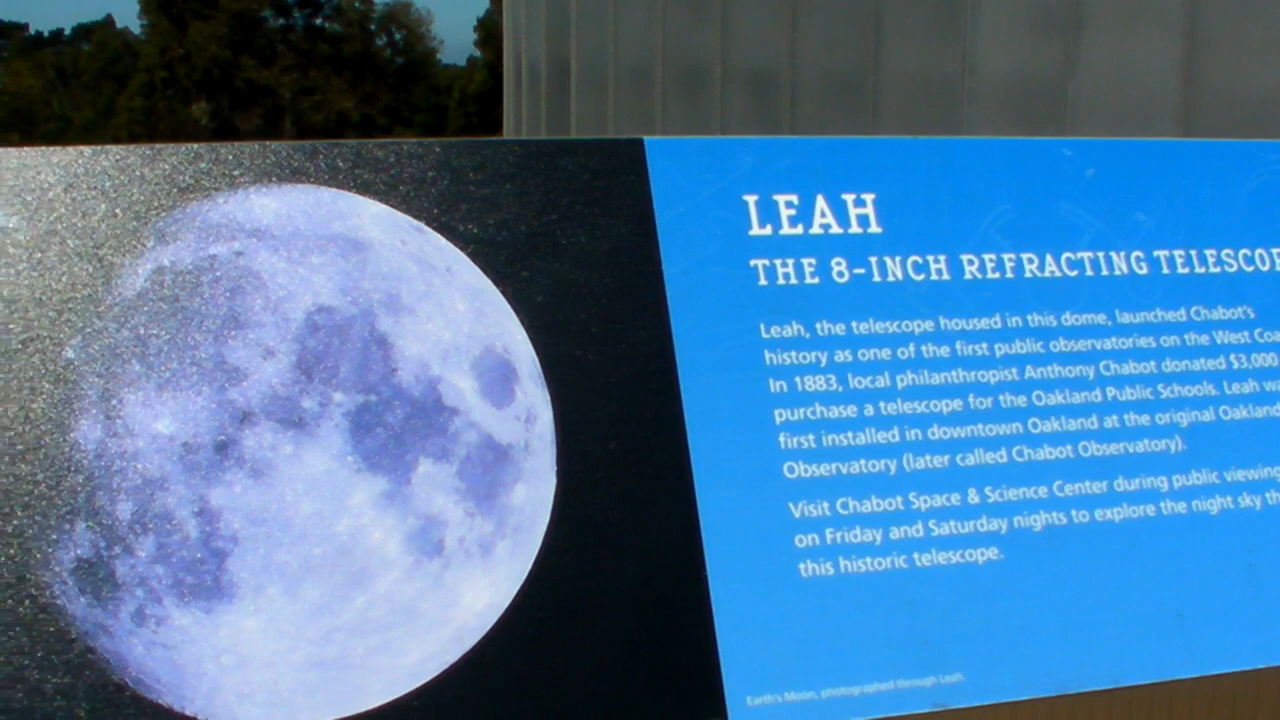 LEAH
THE 8-INCH REFRACTING TELESCOPE
Leah, the telescope housed in this dome, launched Chabot's
history as one of the first public observatories on the West Coa
In 1883, local philanthropist Anthony Chabot donated $3,000
purchase a telescope for the Oakland Public Schools. Leah wa
first installed in downtown Oakland at the original Oakland
Observatory (later called Chabot Observatory).
Visit Chabot Space & Science Center during public viewing
on Friday and Saturday nights to explore the night sky th
this historic telescope.
Earth's Moon, photographed through Leah.